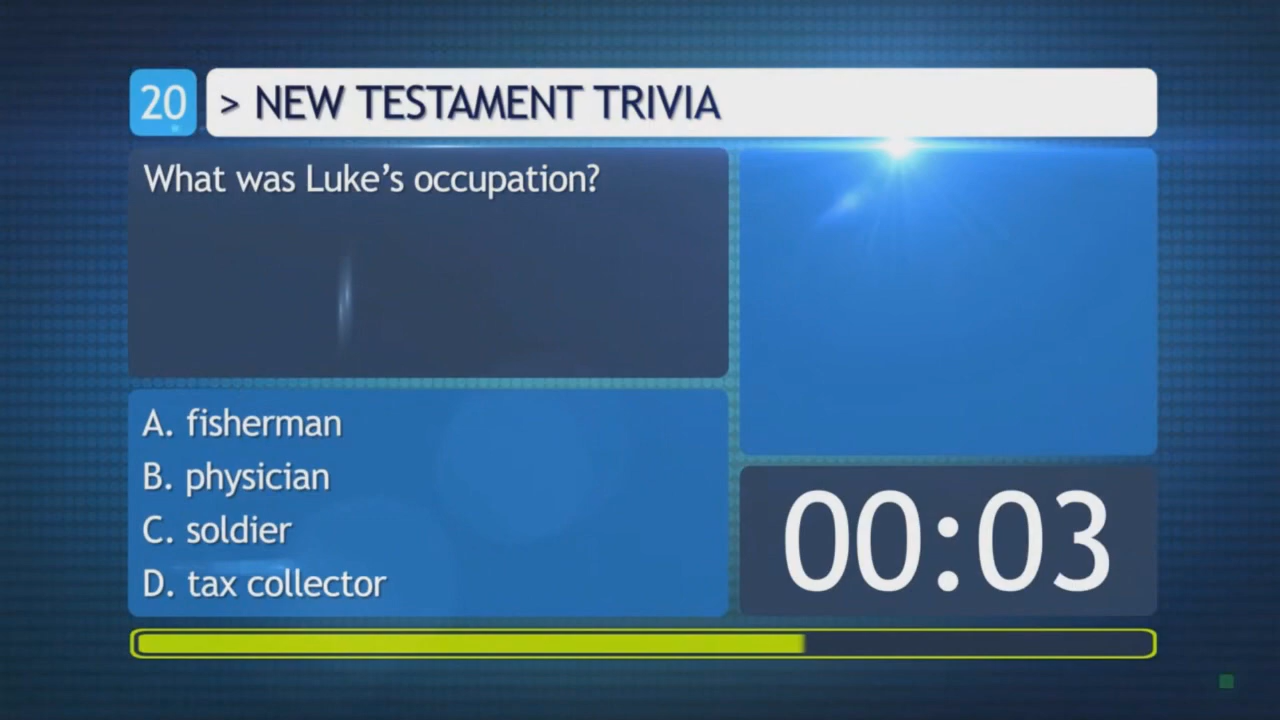 20
> NEW TESTAMENT TRIVIA
What was Luke’s occupation?
A. fisherman
B. physician
C. soldier
D. tax collector
00:03